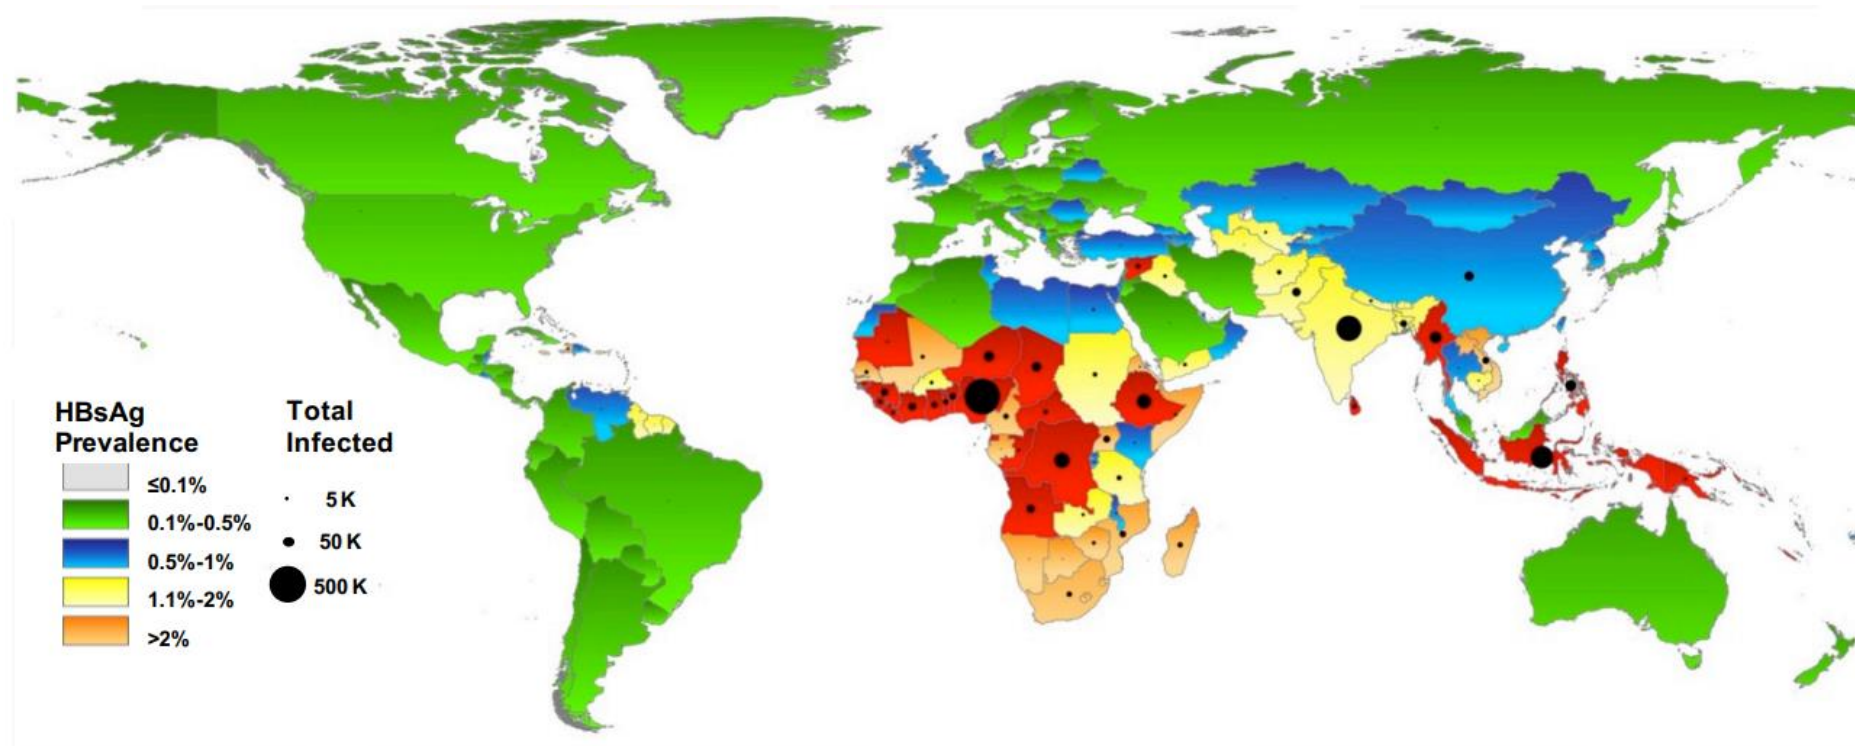 HBsAg
Prevalence
≤0.1%
0.1%-0.5%
0.5%-1%
1.1%-2%
>2%
Total
Infected
5 K
50 K
500 K